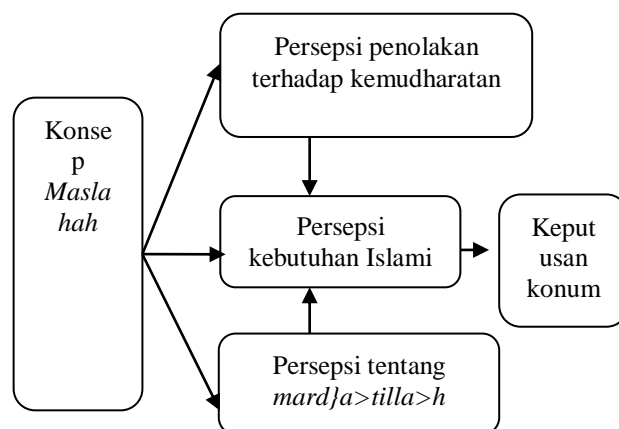 Persepsi penolakan
terhadap kemudharatan
Konse
p
Masla
hah
Persepsi
kebutuhan Islami
Keput
usan
konum
Persepsi tentang
mard}a>tilla>h